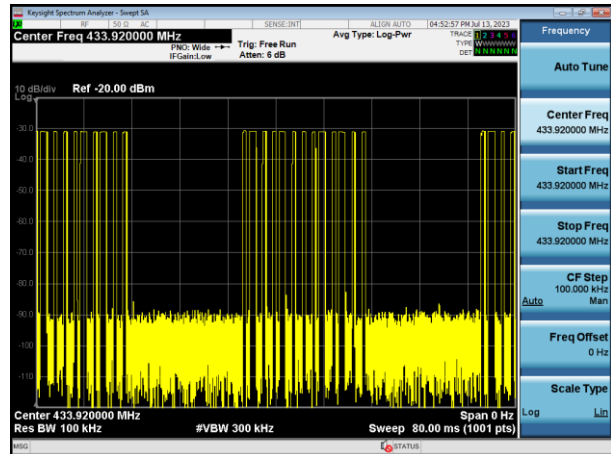 Keysight Spectrum Analyzer - Swept SA
RF 50 Ω AC SENSE:INT ALIGN AUTO 04:52:57 PM Jul 13, 2023
Center Freq 433.920000 MHz
PNO: Wide
IFGain:Low
Trig: Free Run
Atten: 6 dB
Avg Type: Log-Pwr
TRACE 1 2 3 4 5 6
TYPE WWWWWW
DET N N N N N N
10 dB/div Ref -20.00 dBm
Log
-30.0
-40.0
-50.0
-60.0
-70.0
-80.0
-90.0
-100
-110
Center 433.920000 MHz
Span 0 Hz
Res BW 100 kHz
#VBW 300 kHz
Sweep 80.00 ms (1001 pts)
MSG
STATUS
Frequency
Auto Tune
Center Freq
433.920000 MHz
Start Freq
433.920000 MHz
Stop Freq
433.920000 MHz
CF Step
100.000 kHz
Auto Man
Freq Offset
0 Hz
Scale Type
Log Lin